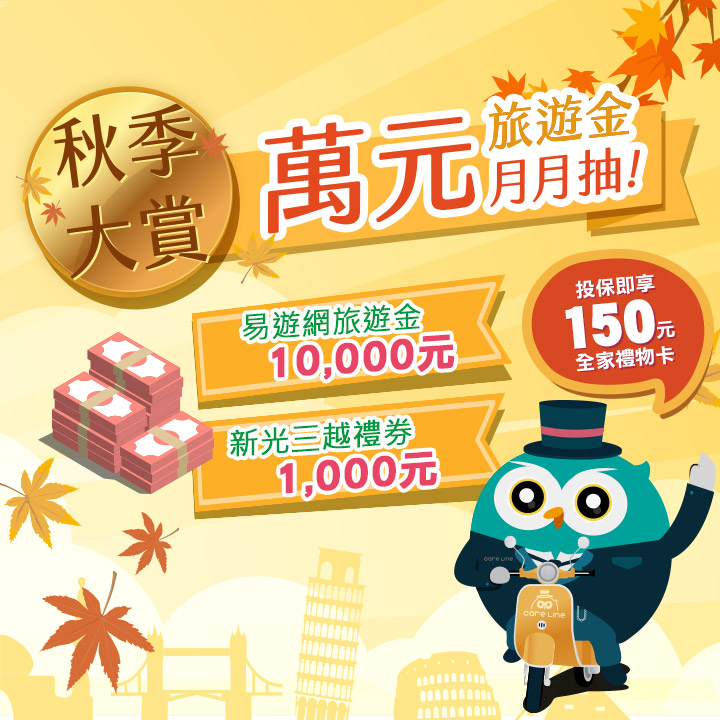 秋季
大賞
萬元
旅遊金
月月抽!
易遊網旅遊金
10,000元
新光三越禮券
1,000元
投保即享
150元
全家禮物卡
care Line
care Line